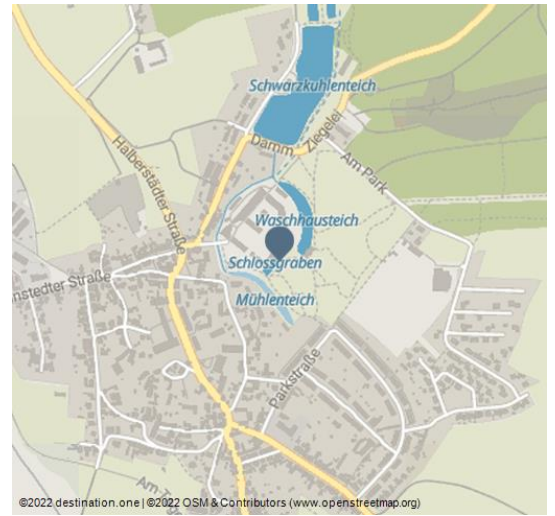 Schwarzkuhlenteich
Damm
Ziegelei
Halberstädter Straße
Am Park
Waschhausteich
Schlossgraben
nstedter Straße
Mühlenteich
Parkstraße
©2022 destination.one | ©2022 OSM & Contributors (www.openstreetmap.org)